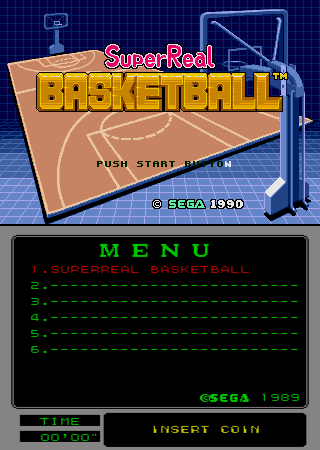 SuperReal
BASKETBALL™
PUSH START BUTTON
© SEGA 1990
MENU
1.SUPERREAL BASKETBALL
2.--------------------------
3.--------------------------
4.--------------------------
5.--------------------------
6.--------------------------
©SEGA 1989
TIME
00'00"
INSERT COIN